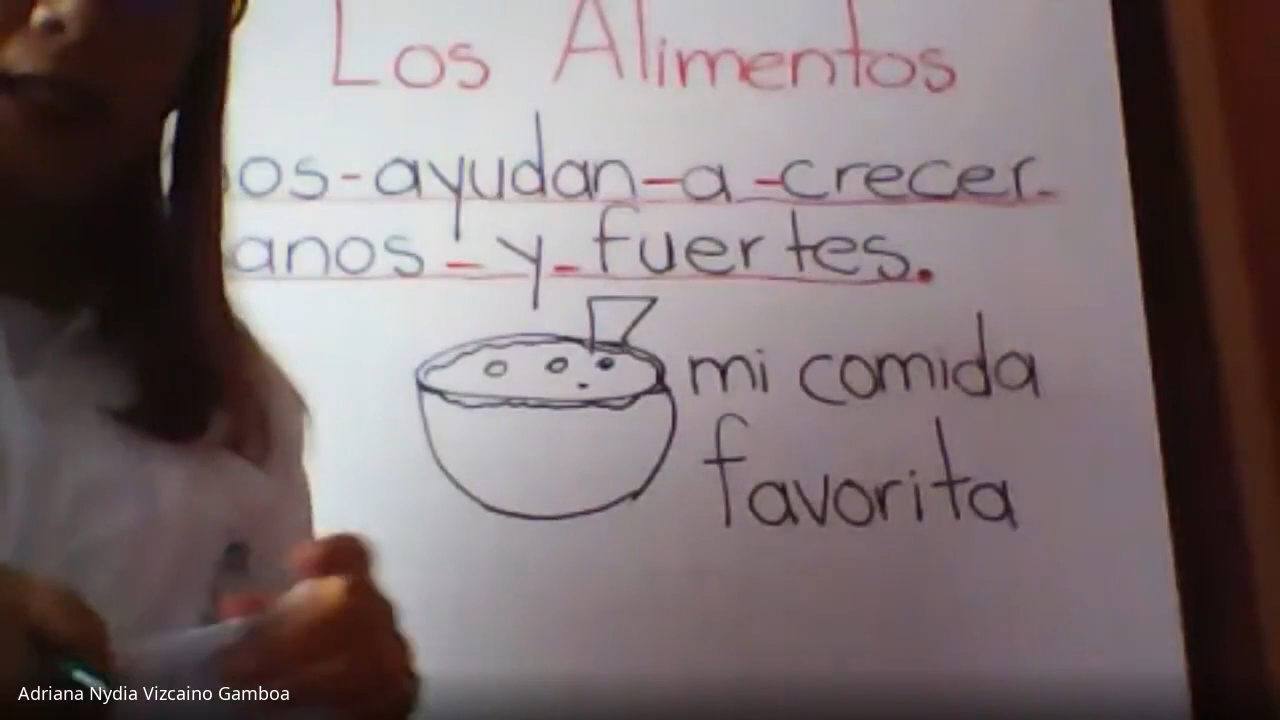 Los Alimentos
os-ayudan-a-crecer-
anos-y-fuertes.
mi comida
favorita
Adriana Nydia Vizcaino Gamboa